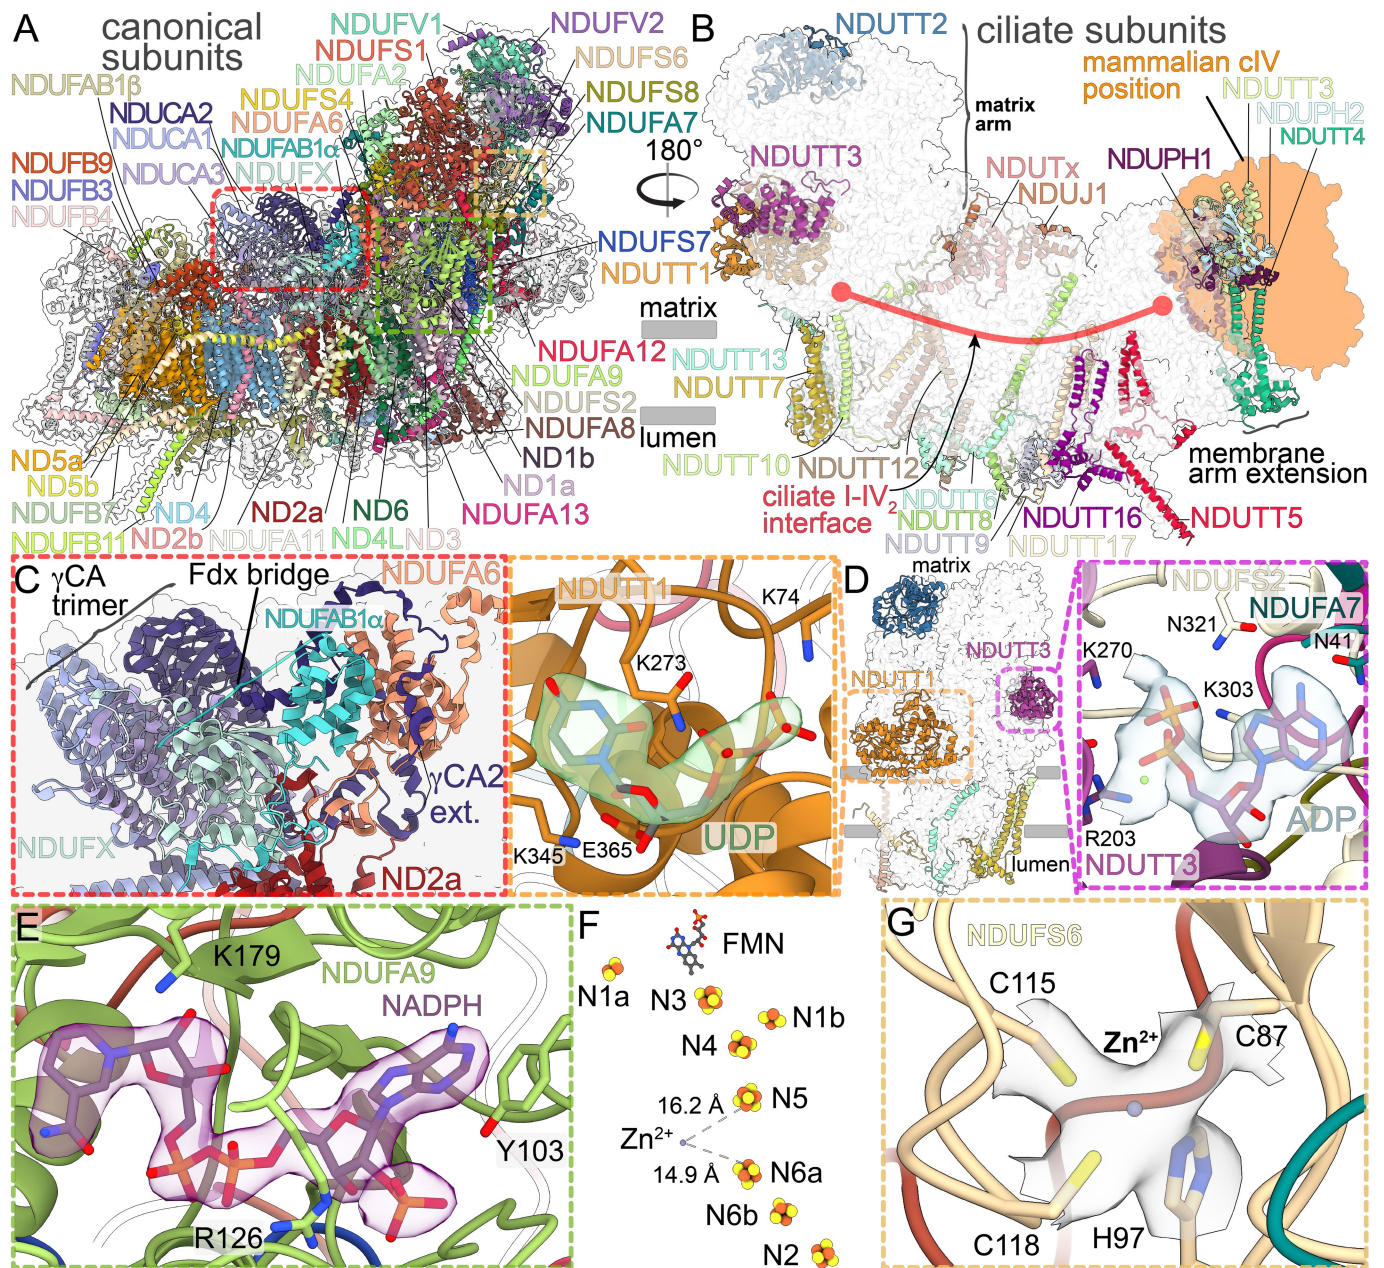 A
canonical
subunits
NDUFAB1β
NDUCA2
NDUCA1
NDUCA3
NDUFB9
NDUFB3
NDUFB4
NDUFV1
NDUFS1
NDUFA2
NDUFS4
NDUFA6
NDUFAB1α
NDUFX
NDUFV2
NDUFS6
NDUFS8
NDUFA7
180°
NDUFS7
NDUTT1
matrix
NDUFA12
NDUFA9
NDUFS2
NDUFA8
lumen
ND1b
ND1a
NDUFA13
ND5a
ND5b
NDUFB7
NDUFB11
ND4
ND2b
ND2a
NDUFA11
ND6
ND4L
ND3
B
NDUTT2
ciliate subunits
matrix
arm
mammalian cIV
position
NDUTT3
NDUPH2
NDUTT4
NDUPH1
NDUTT3
NDUTx
NDUJ1
NDUTT13
NDUTT7
NDUTT10
NDUTT12
ciliate I-IV2
interface
NDUTT6
NDUTT8
NDUTT9
NDUTT16
NDUTT17
NDUTT5
membrane
arm extension
C
γCA
trimer
Fdx bridge
NDUFA6
NDUFAB1α
γCA2
ext.
NDUFX
ND2a
NDUTT1
K74
K273
K345
E365
UDP
D
matrix
NDUTT3
NDUTT1
lumen
NDUFS2
NDUFA7
N321
N41
K270
K303
R203
ADP
NDUTT3
E
K179
NDUFA9
NADPH
Y103
R126
F
FMN
N1a
N3
N1b
N4
16.2 Å
N5
Zn2+
14.9 Å
N6a
N6b
N2
G
NDUFS6
C115
Zn2+
C87
C118
H97